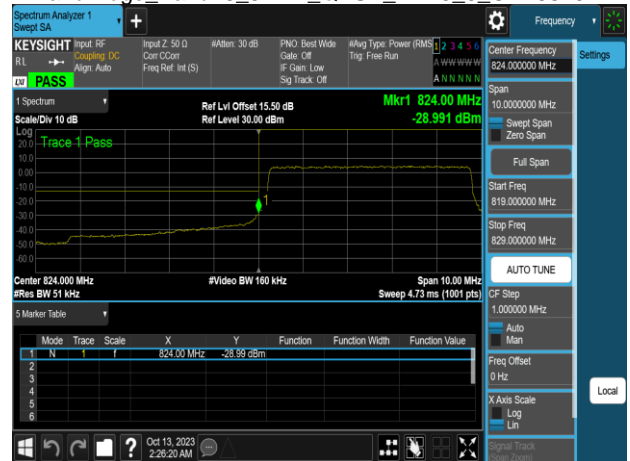 Spectrum Analyzer 1
Swept SA
+
Frequency
KEYSIGHT Input: RF Input Z: 50 Ω #Atten: 30 dB PNO: Best Wide #Avg Type: Power (RMS 1 2 3 4 5 6
RL Coupling: DC Corr CCorr Gate: Off Trig: Free Run A W W W W W
Align: Auto Freq Ref: Int (S) IF Gain: Low
LXI PASS Sig Track: Off A N N N N N
Center Frequency
824.000000 MHz
Settings
Span
10.0000000 MHz
Swept Span
Zero Span
Full Span
Start Freq
819.000000 MHz
Stop Freq
829.000000 MHz
AUTO TUNE
CF Step
1.000000 MHz
Auto
Man
Freq Offset
0 Hz
X Axis Scale
Log
Lin
Local
Signal Track
(Span Zoom)
1 Spectrum
Scale/Div 10 dB
Ref Lvl Offset 15.50 dB
Ref Level 30.00 dBm
Mkr1 824.00 MHz
-28.991 dBm
Log
Trace 1 Pass
20.0
10.0
0.00
-10.0
-20.0
-30.0
-40.0
-50.0
-60.0
1
Center 824.000 MHz #Video BW 160 kHz Span 10.00 MHz
#Res BW 51 kHz Sweep 4.73 ms (1001 pts)
5 Marker Table
Mode Trace Scale X Y Function Function Width Function Value
1 N 1 f 824.00 MHz -28.99 dBm
2
3
4
5
6
?
Oct 13, 2023
2:26:20 AM